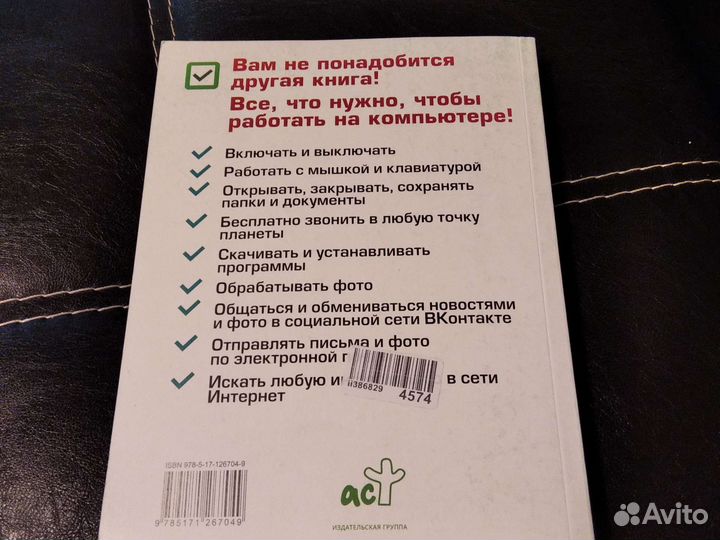 Вам не понадобится
другая книга!
Все, что нужно, чтобы
работать на компьютере!
Включать и выключать
Работать с мышкой и клавиатурой
Открывать, закрывать, сохранять
папки и документы
Бесплатно звонить в любую точку
планеты
Скачивать и устанавливать
программы
Обрабатывать фото
Общаться и обмениваться новостями
и фото в социальной сети ВКонтакте
Отправлять письма и фото
по электронной
Искать любую в сети
Интернет
ii386829
4574
ISBN 978-5-17-126704-9
9 785171 267049
аст
ИЗДАТЕЛЬСКАЯ ГРУППА
Avito